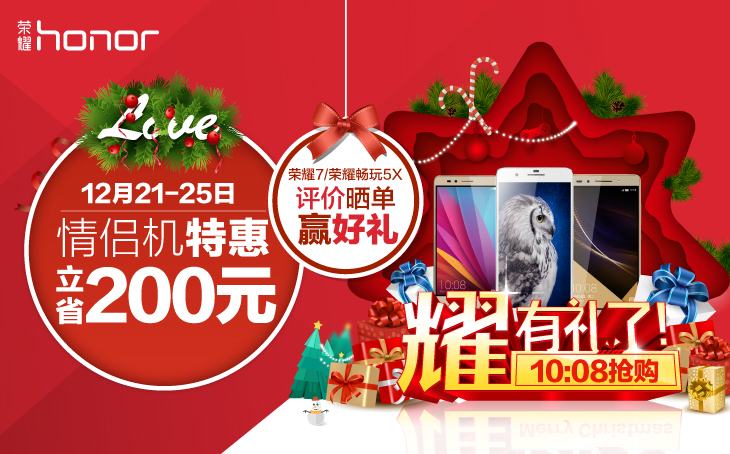 荣耀 honor
Love
12月21-25日
情侣机特惠
立省200元
荣耀7/荣耀畅玩5X
评价晒单
赢好礼
10:08
耀有礼了!
10:08抢购
Merry Christmas